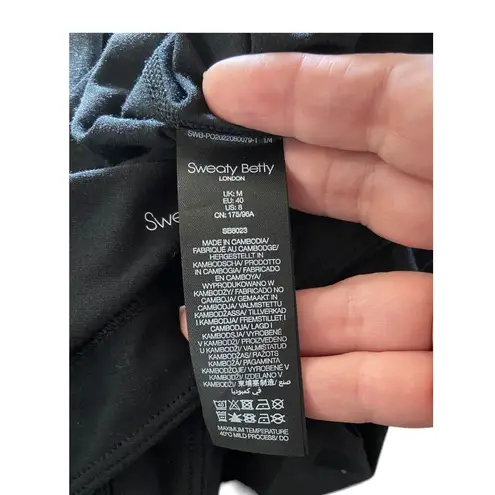 SWB-PO2022080079-1 1/4
Sweaty Betty
LONDON
UK: M
EU: 40
US: 8
CN: 175/96A
SB8023
MADE IN CAMBODIA/
FABRIQUÉ AU CAMBODGE/
HERGESTELLT IN
KAMBODSCHA/ PRODOTTO
IN CAMBOGIA/ FABRICADO
EN CAMBOYA/
WYPRODUKOWANO W
KAMBODŻY/ FABRICADO NO
CAMBOJA/ GEMAAKT IN
CAMBODJA/ VALMISTETTU
KAMBODŽASSA/ TILLVERKAD
I KAMBODJA/ FREMSTILLET I
CAMBODJA/ LAGD I
KAMBODSJA/ VYROBENÉ
V KAMBODŽI/ PROIZVEDENO
U KAMBODŽI/ VALMISTATUD
KAMBODŽAS/ RAŽOTS
KAMBODŽĀ/ PAGAMINTA
KAMBODŽOJE/ VYROBENÉ
V KAMBODŽI/ IZDELANO V
KAMBODŽI/ 柬埔寨制造/ صنع
في كمبوديا
MAXIMUM TEMPERATURE
40°C MILD PROCESS/ DO
Swe